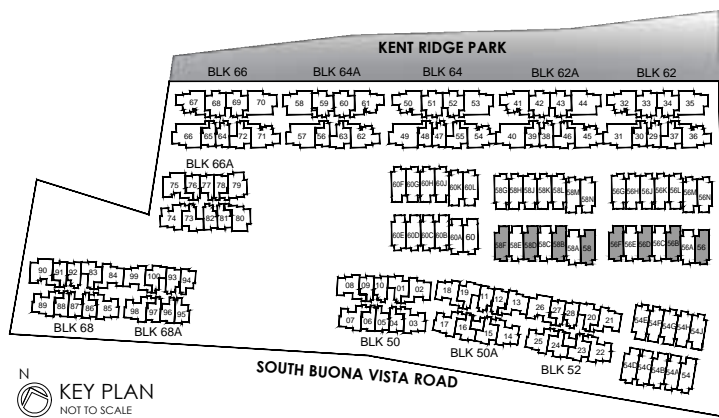 KENT RIDGE PARK
BLK 66 BLK 64A BLK 64 BLK 62A BLK 62
67 68 69 70 58 59 60 61 50 51 52 53 41 42 43 44 32 33 34 35
66 65 64 72 71 57 56 63 62 49 48 47 55 54 40 39 38 46 45 31 30 29 37 36
BLK 66A
75 76 77 78 79 60F 60G 60H 60J 60K 60L 58G 58H 58J 58K 58L 58M 58N 56G 56H 56J 56K 56L 56M 56N
74 73 82 81 80 60E 60D 60C 60B 60A 60 58F 58E 58D 58C 58B 58A 58 56F 56E 56D 56C 56B 56A 56
90 91 92 83 84 99 100 93 94 08 09 10 01 02 18 19 11 12 13 26 27 28 20 21 54E 54F 54G 54H 54J
89 88 87 86 85 98 97 96 95 07 06 05 04 03 17 16 15 14 25 24 23 22 54D 54C 54B 54A 54
BLK 68 BLK 68A BLK 50 BLK 50A BLK 52
SOUTH BUONA VISTA ROAD
N
KEY PLAN
NOT TO SCALE